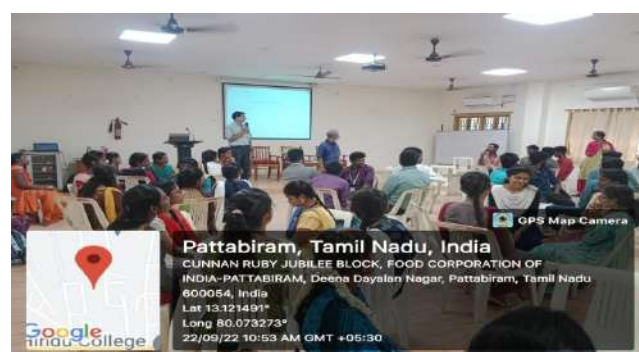 GPS Map Camera
Pattabiram, Tamil Nadu, India
CUNNAN RUBY JUBILEE BLOCK, FOOD CORPORATION OF
INDIA-PATTABIRAM, Deena Dayalan Nagar, Pattabiram, Tamil Nadu
600054, India
Lat 13.121491°
Long 80.073273°
22/09/22 10:53 AM GMT +05:30
Google
Hindu College